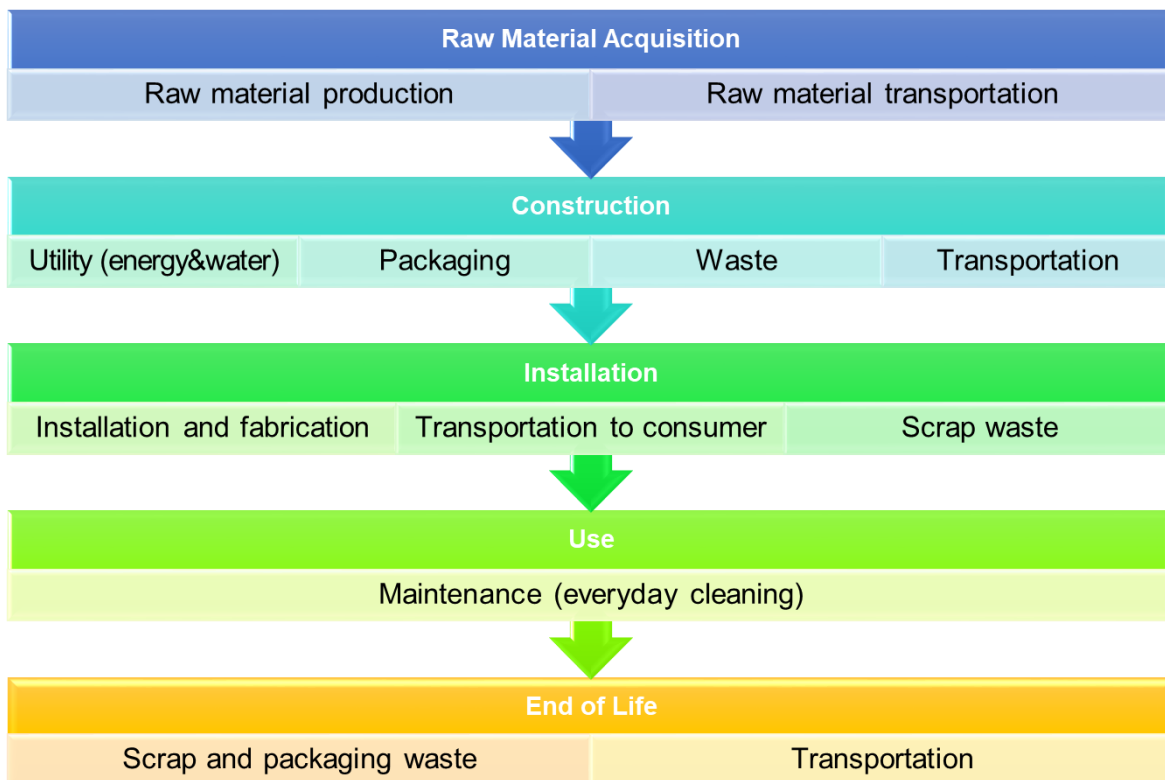 Raw Material Acquisition
Raw material production Raw material transportation
Construction
Utility (energy&water) Packaging Waste Transportation
Installation
Installation and fabrication Transportation to consumer Scrap waste
Use
Maintenance (everyday cleaning)
End of Life
Scrap and packaging waste Transportation